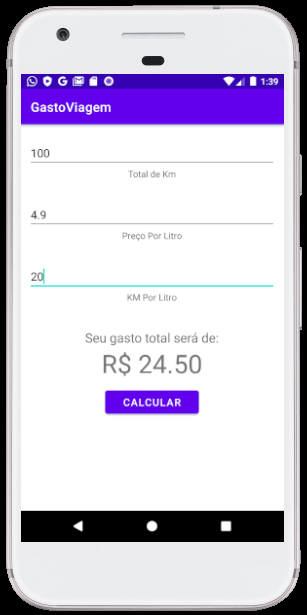 1:39
GastoViagem
100
Total de Km
4.9
Preço Por Litro
20
KM Por Litro
Seu gasto total será de:
R$ 24.50
CALCULAR